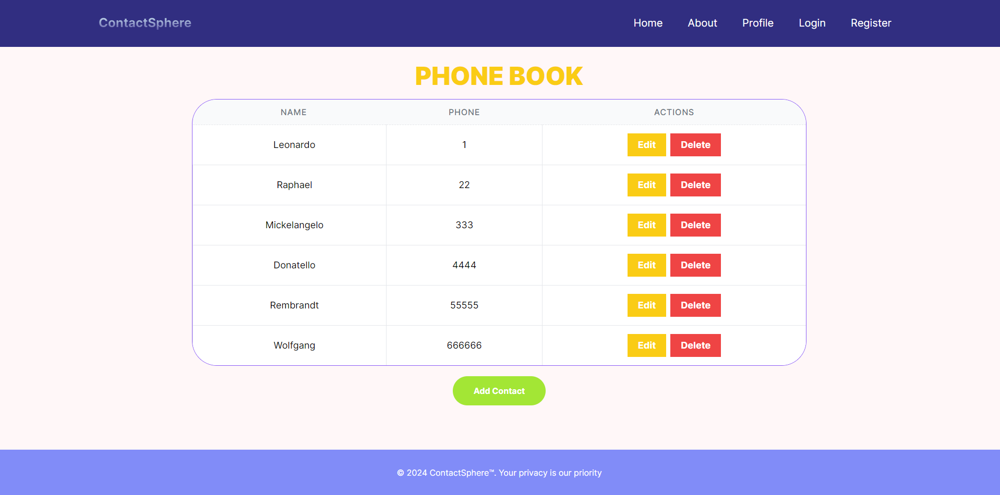 ContactSphere Home About Profile Login Register
PHONE BOOK
NAME PHONE ACTIONS
Leonardo 1 Edit Delete
Raphael 22 Edit Delete
Mickelangelo 333 Edit Delete
Donatello 4444 Edit Delete
Rembrandt 55555 Edit Delete
Wolfgang 666666 Edit Delete
Add Contact
© 2024 ContactSphere™. Your privacy is our priority